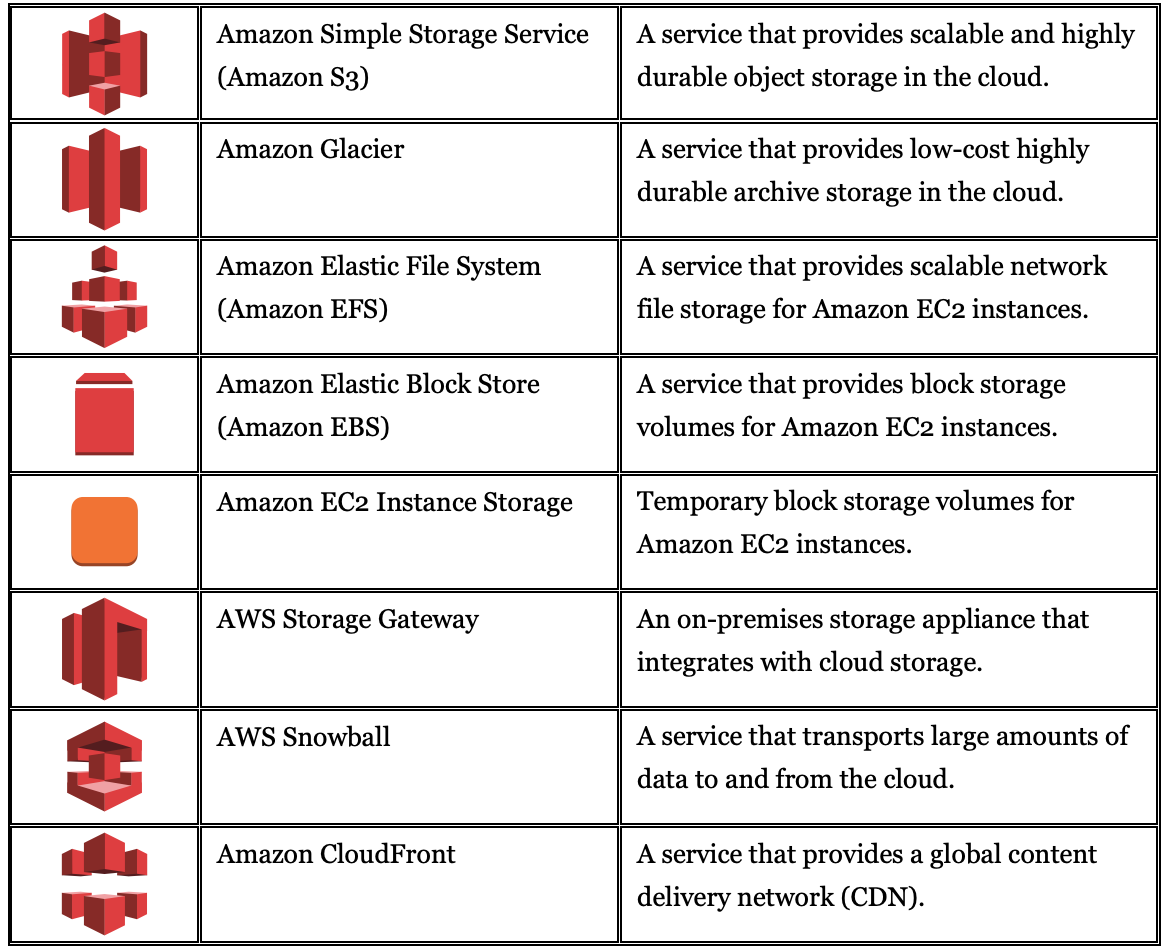 Amazon Simple Storage Service
(Amazon S3)
A service that provides scalable and highly
durable object storage in the cloud.
Amazon Glacier
A service that provides low-cost highly
durable archive storage in the cloud.
Amazon Elastic File System
(Amazon EFS)
A service that provides scalable network
file storage for Amazon EC2 instances.
Amazon Elastic Block Store
(Amazon EBS)
A service that provides block storage
volumes for Amazon EC2 instances.
Amazon EC2 Instance Storage
Temporary block storage volumes for
Amazon EC2 instances.
AWS Storage Gateway
An on-premises storage appliance that
integrates with cloud storage.
AWS Snowball
A service that transports large amounts of
data to and from the cloud.
Amazon CloudFront
A service that provides a global content
delivery network (CDN).